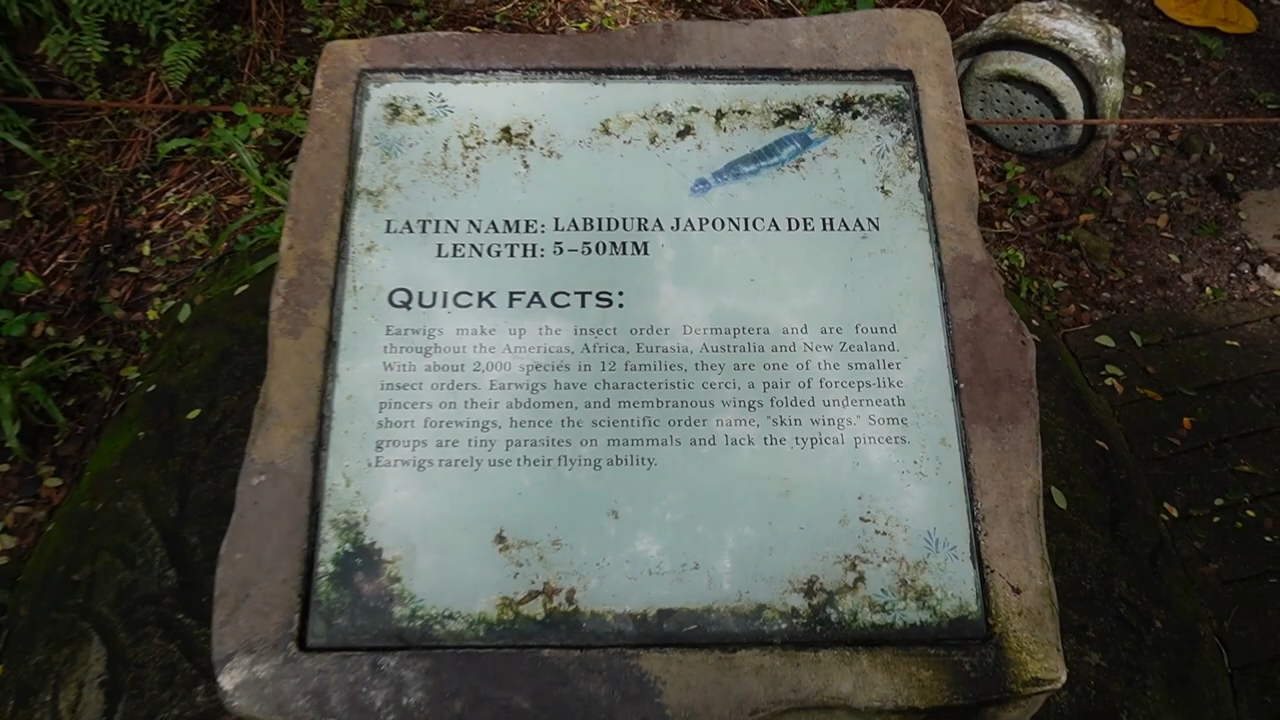 LATIN NAME: LABIDURA JAPONICA DE HAAN
LENGTH: 5-50MM
QUICK FACTS:
Earwigs make up the insect order Dermaptera and are found
throughout the Americas, Africa, Eurasia, Australia and New Zealand.
With about 2,000 species in 12 families, they are one of the smaller
insect orders. Earwigs have characteristic cerci, a pair of forceps-like
pincers on their abdomen, and membranous wings folded underneath
short forewings, hence the scientific order name, "skin wings." Some
groups are tiny parasites on mammals and lack the typical pincers.
Earwigs rarely use their flying ability.